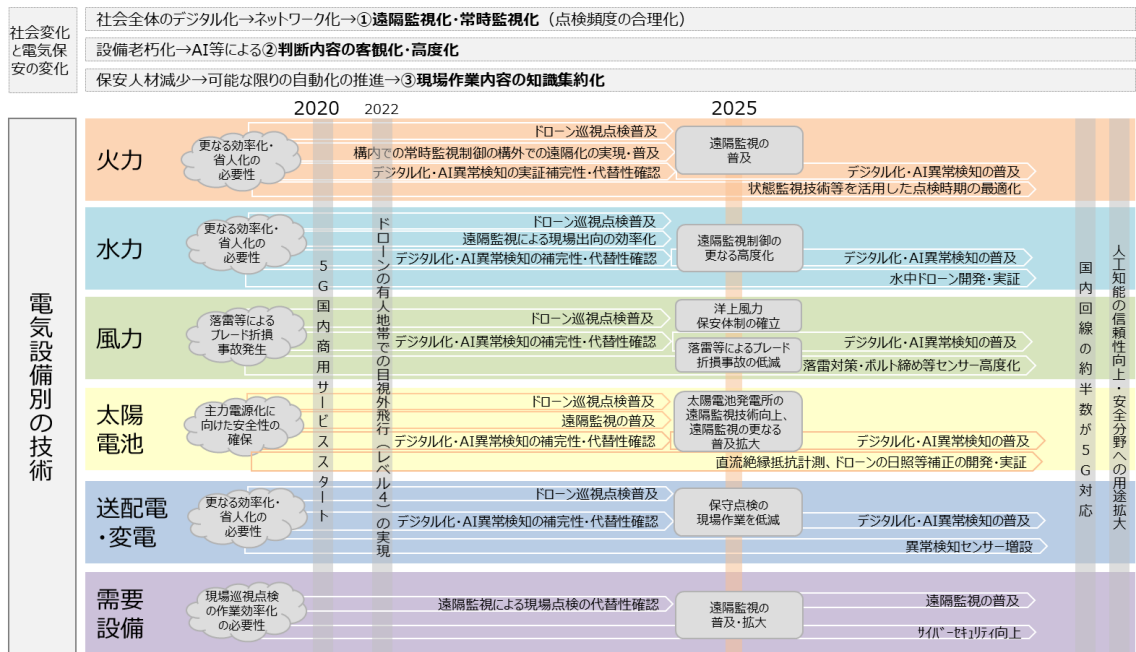 社会変化
と電気保
安の変化
社会全体のデジタル化→ネットワーク化→①遠隔監視化・常時監視化（点検頻度の合理化）
設備老朽化→AI等による②判断内容の客観化・高度化
保安人材減少→可能な限りの自動化の推進→③現場作業内容の知識集約化
2020
2022
2025
電気設備別の技術
火力
更なる効率化・
省人化の
必要性
ドローン巡視点検普及
構内での常時監視制御の構外での遠隔化の実現・普及
デジタル化・AI異常検知の実証補完性・代替性確認
遠隔監視の
普及
デジタル化・AI異常検知の普及
状態監視技術等を活用した点検時期の最適化
水力
更なる効率化・
省人化の
必要性
ドローン巡視点検普及
遠隔監視による現場出向の効率化
デジタル化・AI異常検知の補完性・代替性確認
遠隔監視制御の
更なる高度化
デジタル化・AI異常検知の普及
水中ドローン開発・実証
風力
落雷等による
ブレード折損
事故発生
ドローン巡視点検普及
デジタル化・AI異常検知の補完性・代替性確認
洋上風力
保安体制の確立
落雷等によるブレード
折損事故の低減
デジタル化・AI異常検知の普及
落雷対策・ボルト締め等センサー高度化
太陽
電池
主力電源化に
向けた安全性の
確保
ドローン巡視点検普及
遠隔監視の普及
デジタル化・AI異常検知の補完性・代替性確認
太陽電池発電所の
遠隔監視技術向上、
遠隔監視の更なる
普及拡大
デジタル化・AI異常検知の普及
直流絶縁抵抗計測、ドローンの日照等補正の開発・実証
送配電
・変電
更なる効率化・
省人化の
必要性
ドローン巡視点検普及
デジタル化・AI異常検知の補完性・代替性確認
保守点検の
現場作業を低減
デジタル化・AI異常検知の普及
異常検知センサー増設
需要
設備
現場巡視点検
の作業効率化
の必要性
遠隔監視による現場点検の代替性確認
遠隔監視の
普及・拡大
遠隔監視の普及
ｻｲﾊﾞｰｾｷｭﾘﾃｨ向上
５G国内商用サービススタート
ドローンの有人地帯での目視外飛行（レベル４）の実現
国内回線の約半数が５G対応
人工知能の信頼性向上・安全分野への用途拡大